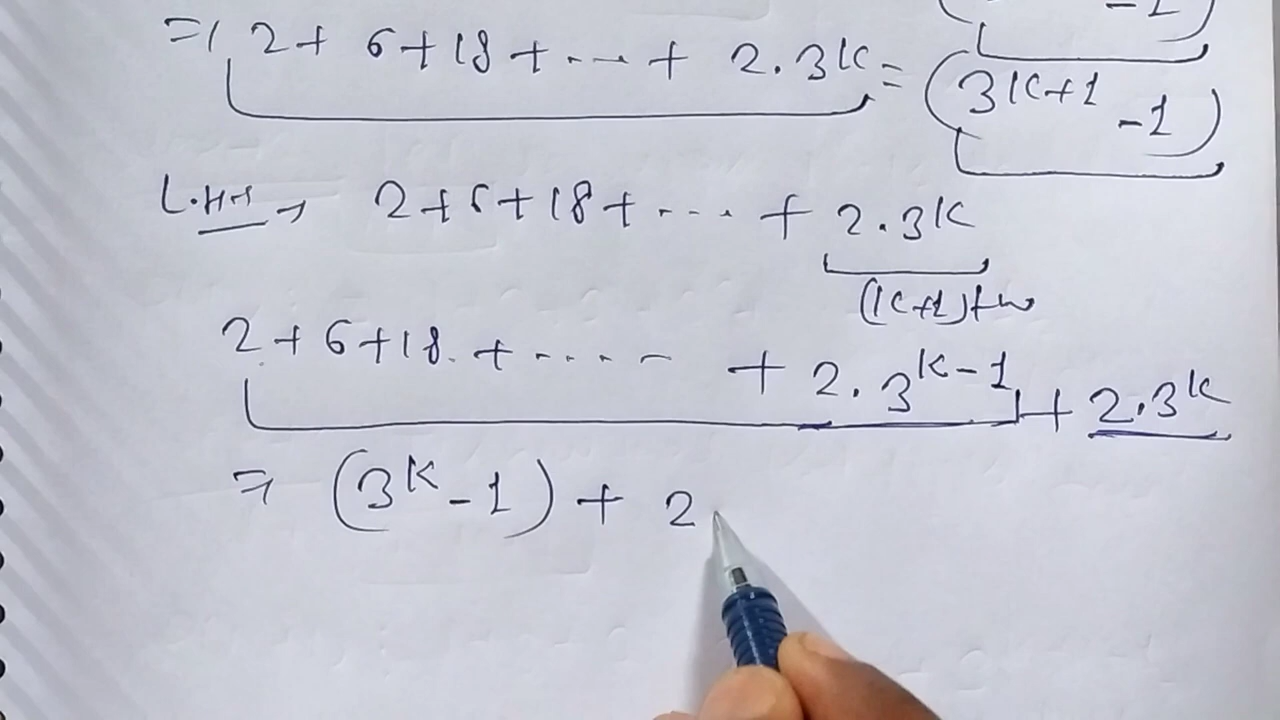 -1)
=) 2 + 6 + 18 + ... + 2.3^k = (3^k+1 -1)
L.H.S → 2 + 6 + 18 + .... + 2.3^k
(k+1)th
2 + 6 + 18 + ..... + 2.3^k-1 + 2.3^k
= (3^k - 1) + 2